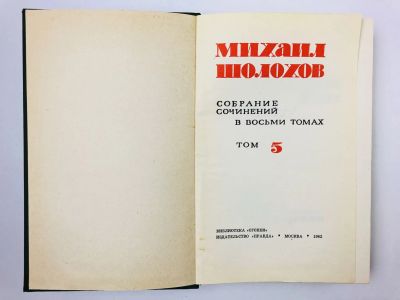 МИХАИЛ
ШОЛОХОВ
СОБРАНИЕ
СОЧИНЕНИЙ
В ВОСЬМИ ТОМАХ
ТОМ 5
БИБЛИОТЕКА «ОГОНЕК»
ИЗДАТЕЛЬСТВО «ПРАВДА» • МОСКВА • 1962